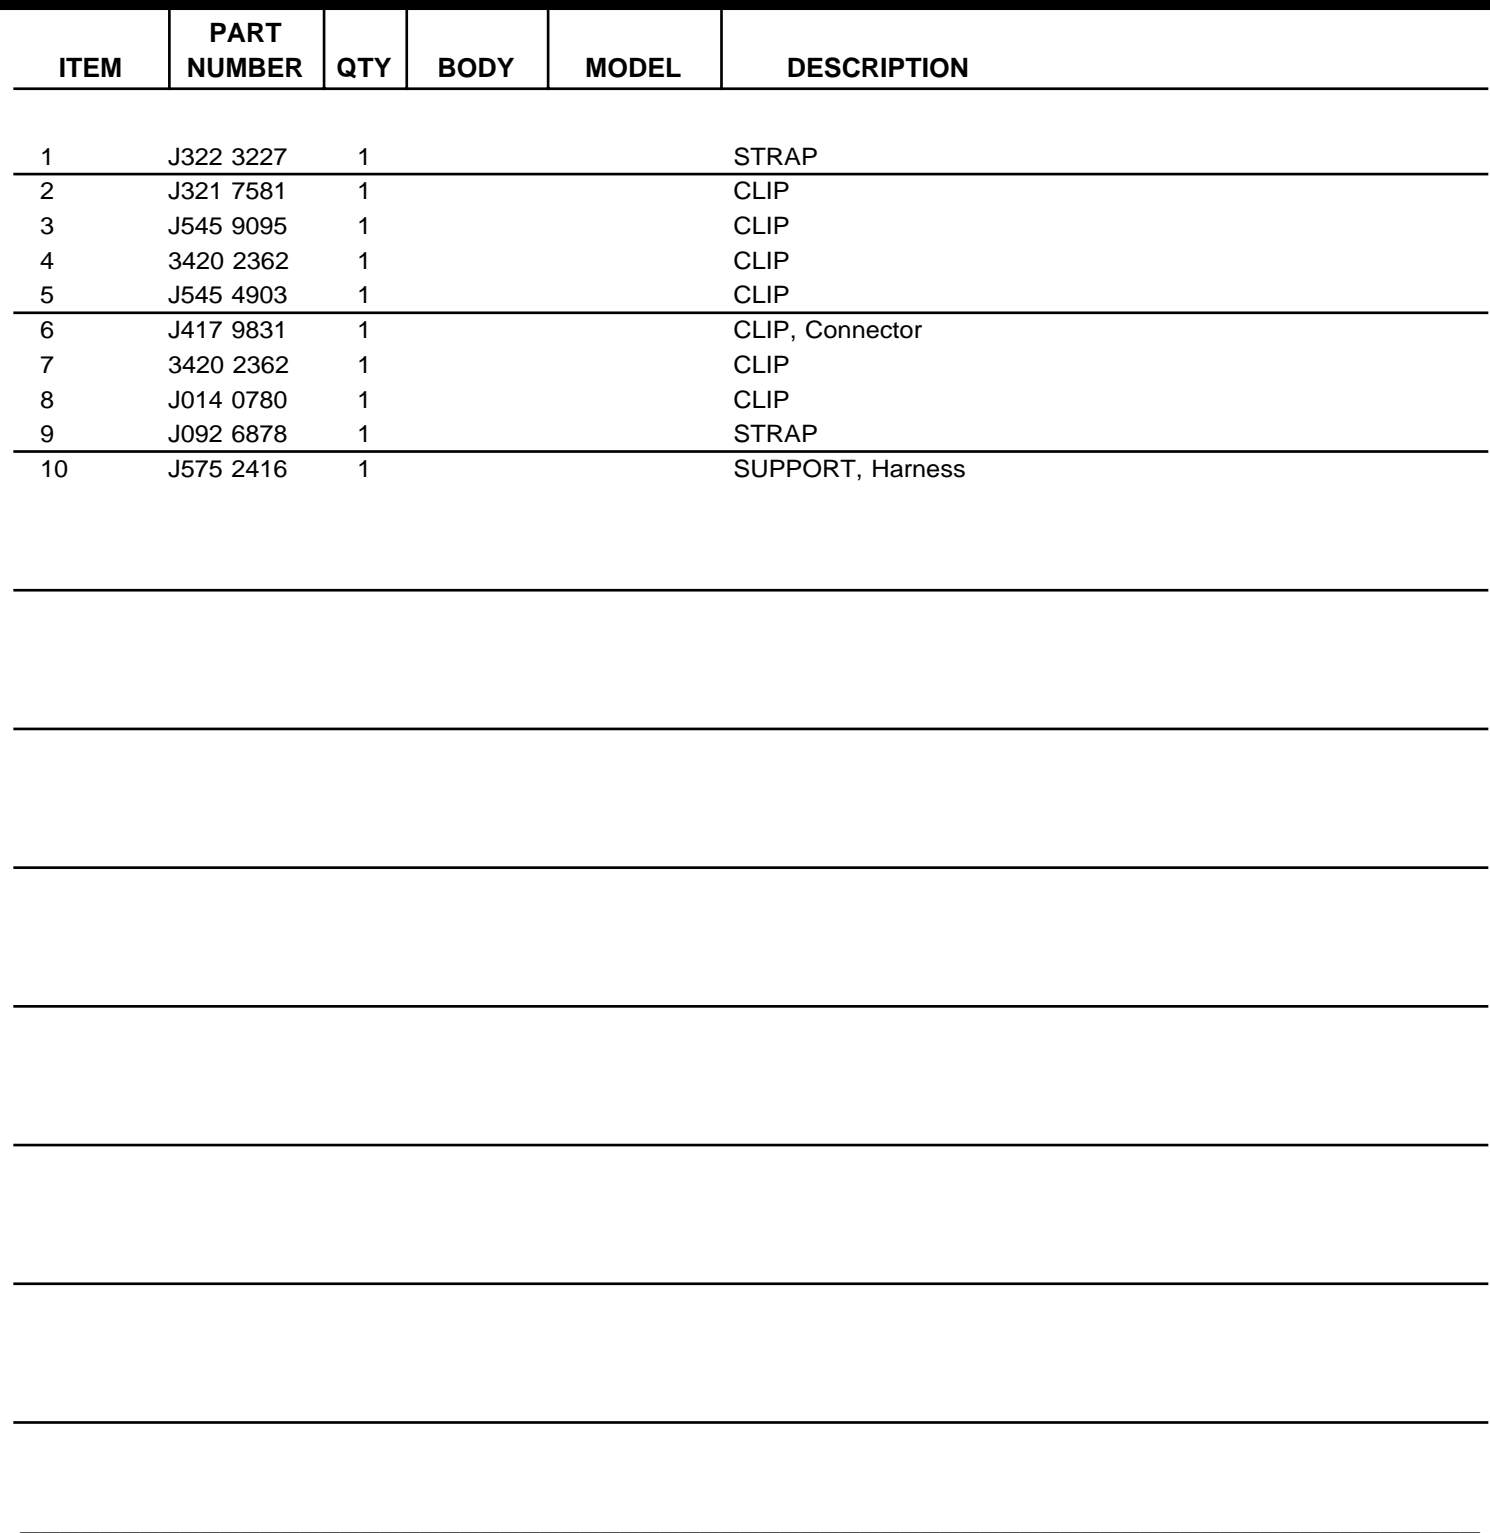 PART
ITEM NUMBER QTY BODY MODEL DESCRIPTION
1 J322 3227 1 STRAP
2 J321 7581 1 CLIP
3 J545 9095 1 CLIP
4 3420 2362 1 CLIP
5 J545 4903 1 CLIP
6 J417 9831 1 CLIP, Connector
7 3420 2362 1 CLIP
8 J014 0780 1 CLIP
9 J092 6878 1 STRAP
10 J575 2416 1 SUPPORT, Harness